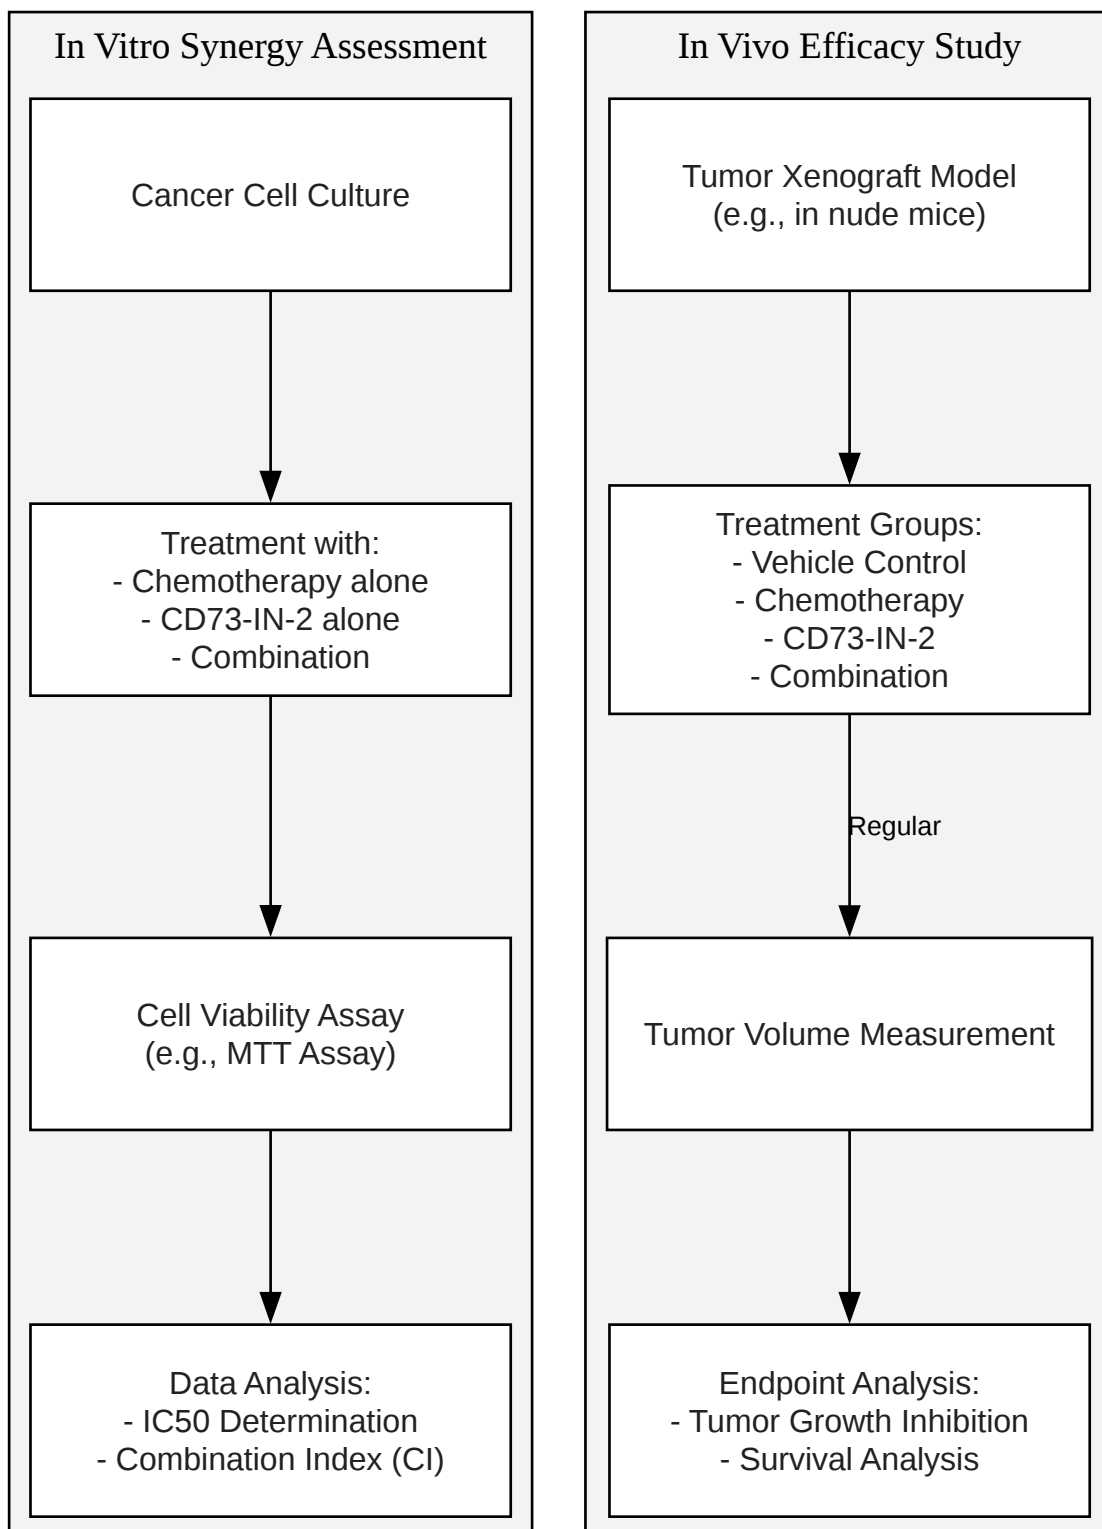 In Vitro Synergy Assessment
Cancer Cell Culture
Treatment with:
- Chemotherapy alone
- CD73-IN-2 alone
- Combination
Cell Viability Assay
(e.g., MTT Assay)
Data Analysis:
- IC50 Determination
- Combination Index (CI)
In Vivo Efficacy Study
Tumor Xenograft Model
(e.g., in nude mice)
Treatment Groups:
- Vehicle Control
- Chemotherapy
- CD73-IN-2
- Combination
Regular
Tumor Volume Measurement
Endpoint Analysis:
- Tumor Growth Inhibition
- Survival Analysis